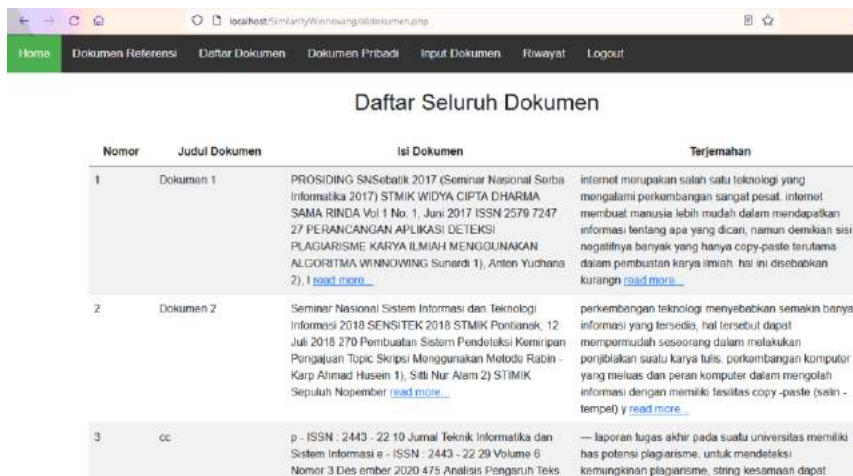 localhost/SimilarityWinnowing/alldokumen.php
Home Dokumen Referensi Daftar Dokumen Dokumen Pribadi Input Dokumen Riwayat Logout
Daftar Seluruh Dokumen
Nomor Judul Dokumen Isi Dokumen Terjemahan
1 Dokumen 1
PROSIDING SNSebatik 2017 (Seminar Nasional Serba
Informatika 2017) STMIK WIDYA CIPTA DHARMA
SAMA RINDA Vol 1 No. 1, Juni 2017 ISSN 2579 7247
27 PERANCANGAN APLIKASI DETEKSI
PLAGIARISME KARYA ILMIAH MENGGUNAKAN
ALGORITMA WINNOWING Sunardi 1), Anton Yudhana
2), I read more...
internet merupakan salah satu teknologi yang
mengalami perkembangan sangat pesat. internet
membuat manusia lebih mudah dalam mendapatkan
informasi tentang apa yang dicari, namun demikian sisi
negatifnya banyak yang hanya copy-paste terutama
dalam pembuatan karya ilmiah. hal ini disebabkan
kurangn read more...
2 Dokumen 2
Seminar Nasional Sistem Informasi dan Teknologi
Informasi 2018 SENSITEK 2018 STMIK Pontianak, 12
Juli 2018 270 Pembuatan Sistem Pendeteksi Kemiripan
Pengajuan Topic Skripsi Menggunakan Metode Rabin -
Karp Ahmad Husein 1), Sitti Nur Alam 2) STIMIK
Sepuluh Nopember read more...
perkembangan teknologi menyebabkan semakin banya
informasi yang tersedia, hal tersebut dapat
mempermudah seseorang dalam melakukan
penjiblakan suatu karya tulis. perkembangan komputer
yang meluas dan peran komputer dalam mengolah
informasi dengan memiliki fasilitas copy -paste (salin -
tempel) y read more...
3 cc
p - ISSN : 2443 - 22 10 Jurnal Teknik Informatika dan
Sistem Informasi e - ISSN : 2443 - 22 29 Volume 6
Nomor 3 Des ember 2020 475 Analisis Pengaruh Teks
— laporan tugas akhir pada suatu universitas memiliki
has potensi plagiarisme. untuk mendeteksi
kemungkinan plagiarisme, string kesamaan dapat